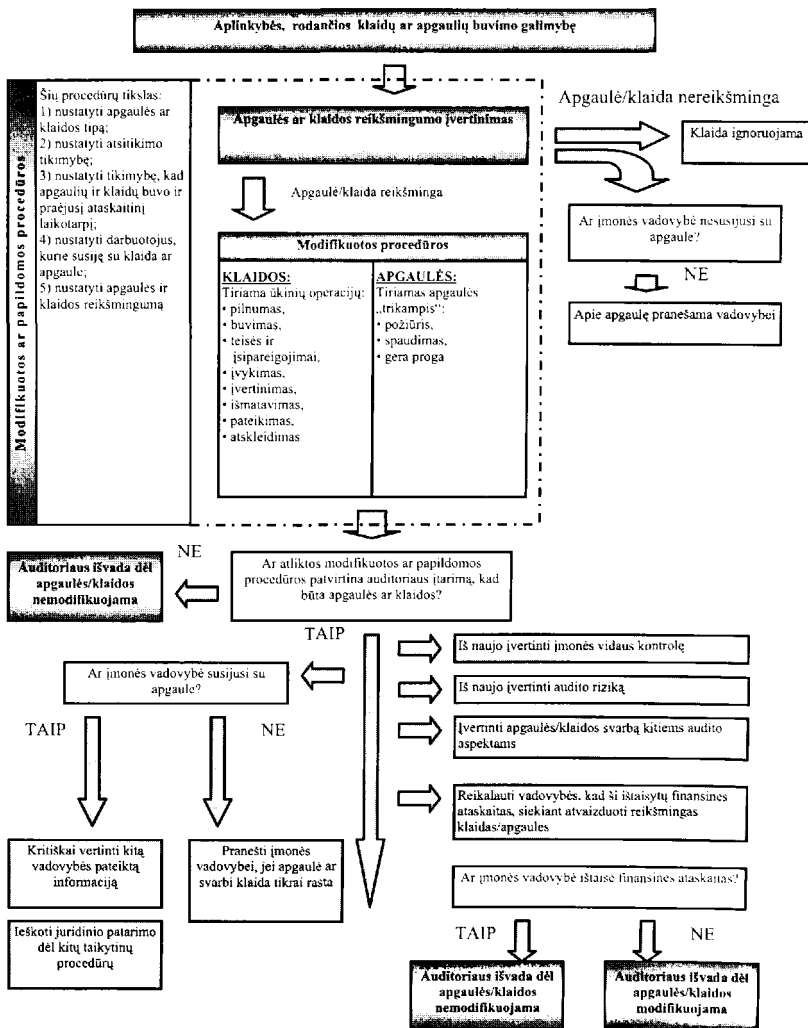 Aplinkybės, rodančios klaidų ar apgaulių buvimo galimybę
Modifikuotos ar papildomos procedūros
Šių procedūrų tikslas:
1) nustatyti apgaulės ar
klaidos tipą;
2) nustatyti atsitikimo
tikimybę;
3) nustatyti tikimybę, kad
apgaulių ir klaidų buvo ir
praėjusį ataskaitinį
laikotarpį;
4) nustatyti darbuotojus,
kurie susiję su klaida ar
apgaule;
5) nustatyti apgaulės ir
klaidos reikšmingumą
Apgaulės ar klaidos reikšmingumo įvertinimas
Apgaulė/klaida reikšminga
Modifikuotos procedūros
KLAIDOS:
Tiriama ūkinių operacijų:
• pilnumas,
• buvimas,
• teisės ir
įsipareigojimai,
• įvykimas,
• įvertinimas,
• išmatavimas,
• pateikimas,
• atskleidimas
APGAULĖS:
Tiriamas apgaulės
„trikampis“:
• požiūris,
• spaudimas,
• gera proga
Apgaulė/klaida nereikšminga
Klaida ignoruojama
Ar įmonės vadovybė nesusijusi su
apgaule?
NE
Apie apgaulę pranešama vadovybei
Ar atliktos modifikuotos ar papildomos
procedūros patvirtina auditoriaus įtarimą, kad
būta apgaulės ar klaidos?
NE
Auditoriaus išvada dėl
apgaulės/klaidos
nemodifikuojama
TAIP
Ar įmonės vadovybė susijusi su
apgaule?
TAIP
NE
Kritiškai vertinti kitą
vadovybės pateiktą
informaciją
Ieškoti juridinio patarimo
dėl kitų taikytinų
procedūrų
Pranešti įmonės
vadovybei, jei apgaulė ar
svarbi klaida tikrai rasta
Iš naujo įvertinti įmonės vidaus kontrolę
Iš naujo įvertinti audito riziką
Įvertinti apgaulės/klaidos svarbą kitiems audito
aspektams
Reikalauti vadovybės, kad ši ištaisytų finansines
ataskaitas, siekiant atvaizduoti reikšmingas
klaidas/apgaules
Ar įmonės vadovybė ištaisė finansines ataskaitas?
TAIP
NE
Auditoriaus išvada dėl
apgaulės/klaidos
nemodifikuojama
Auditoriaus išvada dėl
apgaulės/klaidos
modifikuojama